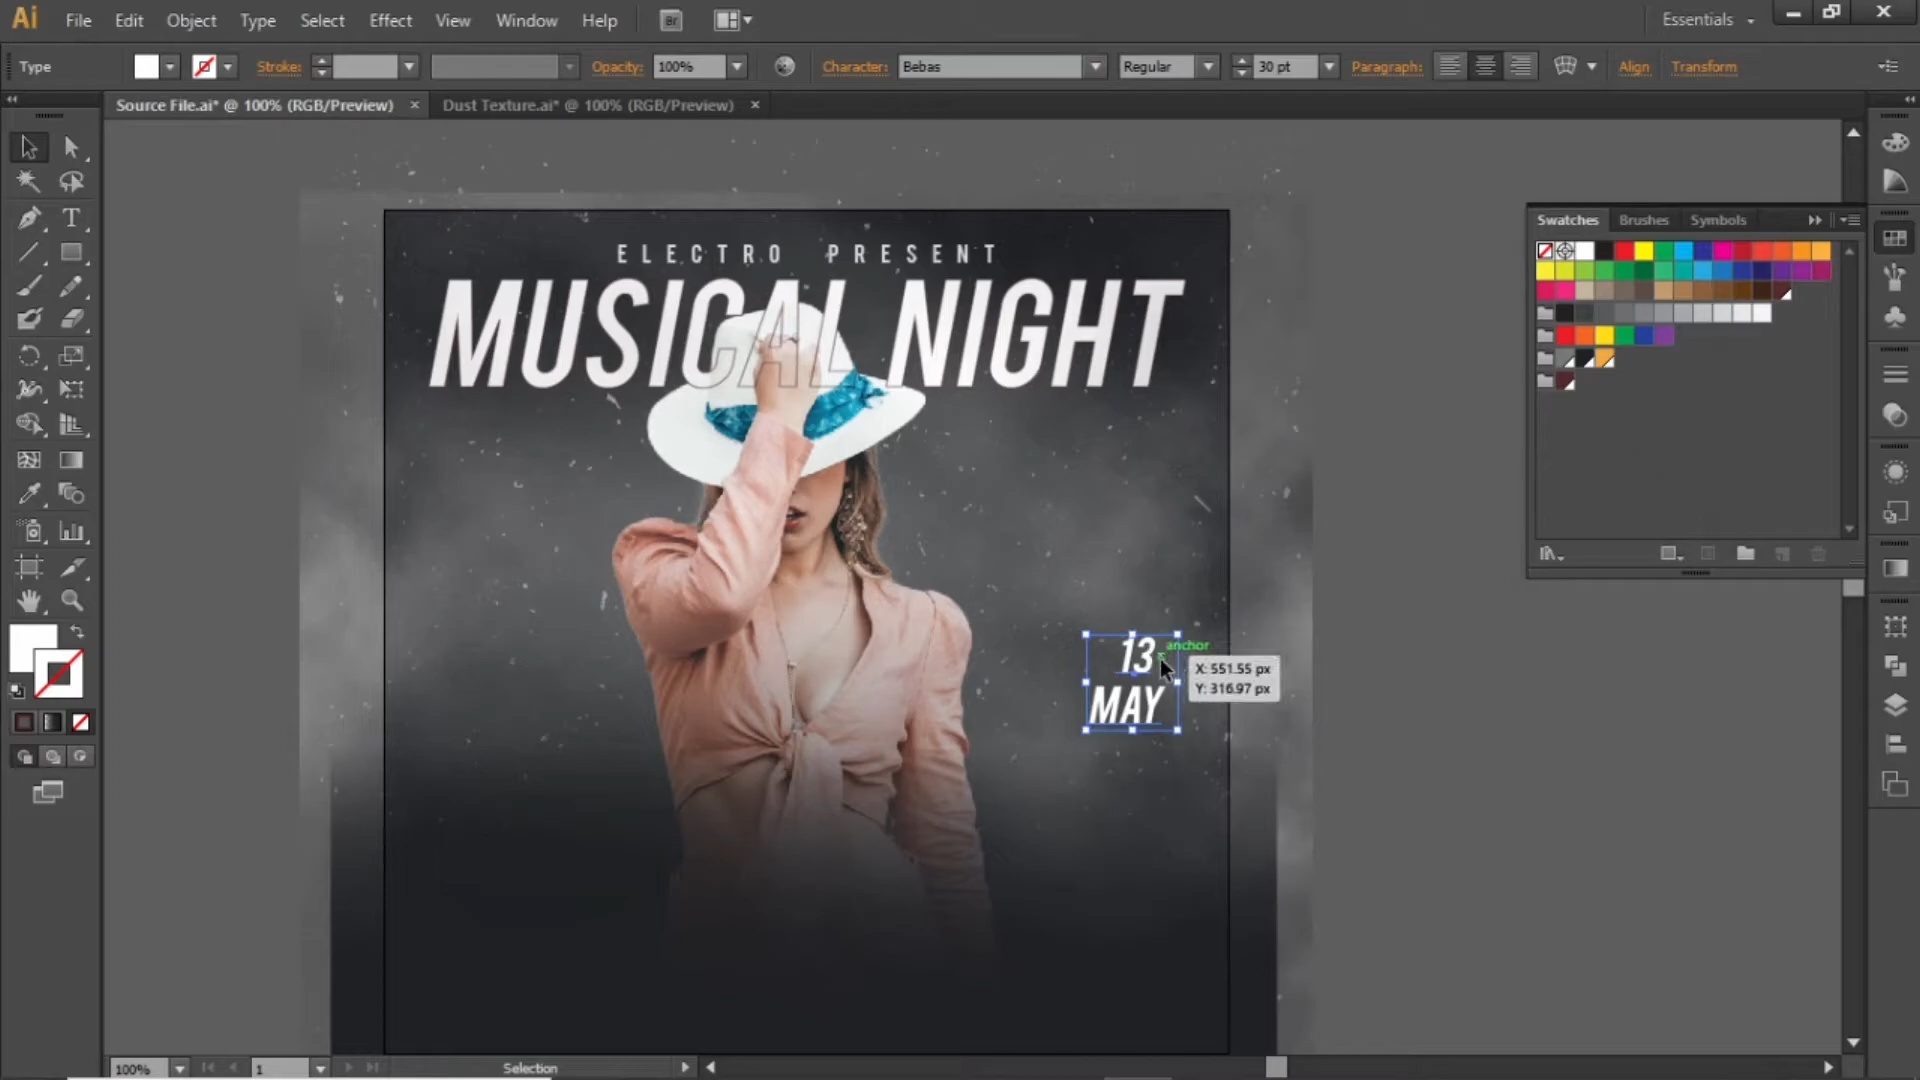 Ai File Edit Object Type Select Effect View Window Help Br Essentials
Type Stroke: Opacity: 100% Character: Bebas Regular 30 pt Paragraph: Align Transform
Source File.ai* @ 100% (RGB/Preview) × Dust Texture.ai* @ 100% (RGB/Preview) ×
Swatches Brushes Symbols
ELECTRO PRESENT
MUSICAL NIGHT
13
anchor
X: 551.55 px
Y: 316.97 px
MAY
100% 1 Selection